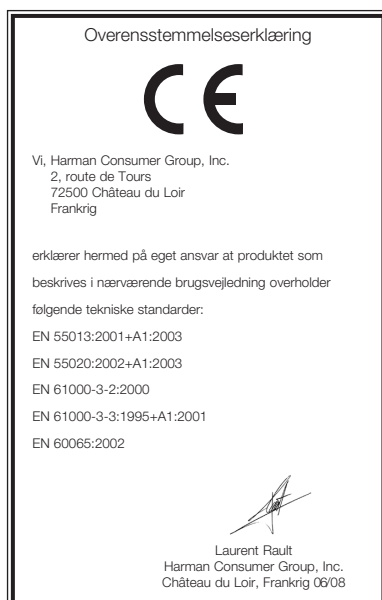 Overensstemmelseserklæring
CE
Vi, Harman Consumer Group, Inc.
2, route de Tours
72500 Château du Loir
Frankrig
erklærer hermed på eget ansvar at produktet som
beskrives i nærværende brugsvejledning overholder
følgende tekniske standarder:
EN 55013:2001+A1:2003
EN 55020:2002+A1:2003
EN 61000-3-2:2000
EN 61000-3-3:1995+A1:2001
EN 60065:2002
Laurent Rault
Harman Consumer Group, Inc.
Château du Loir, Frankrig 06/08